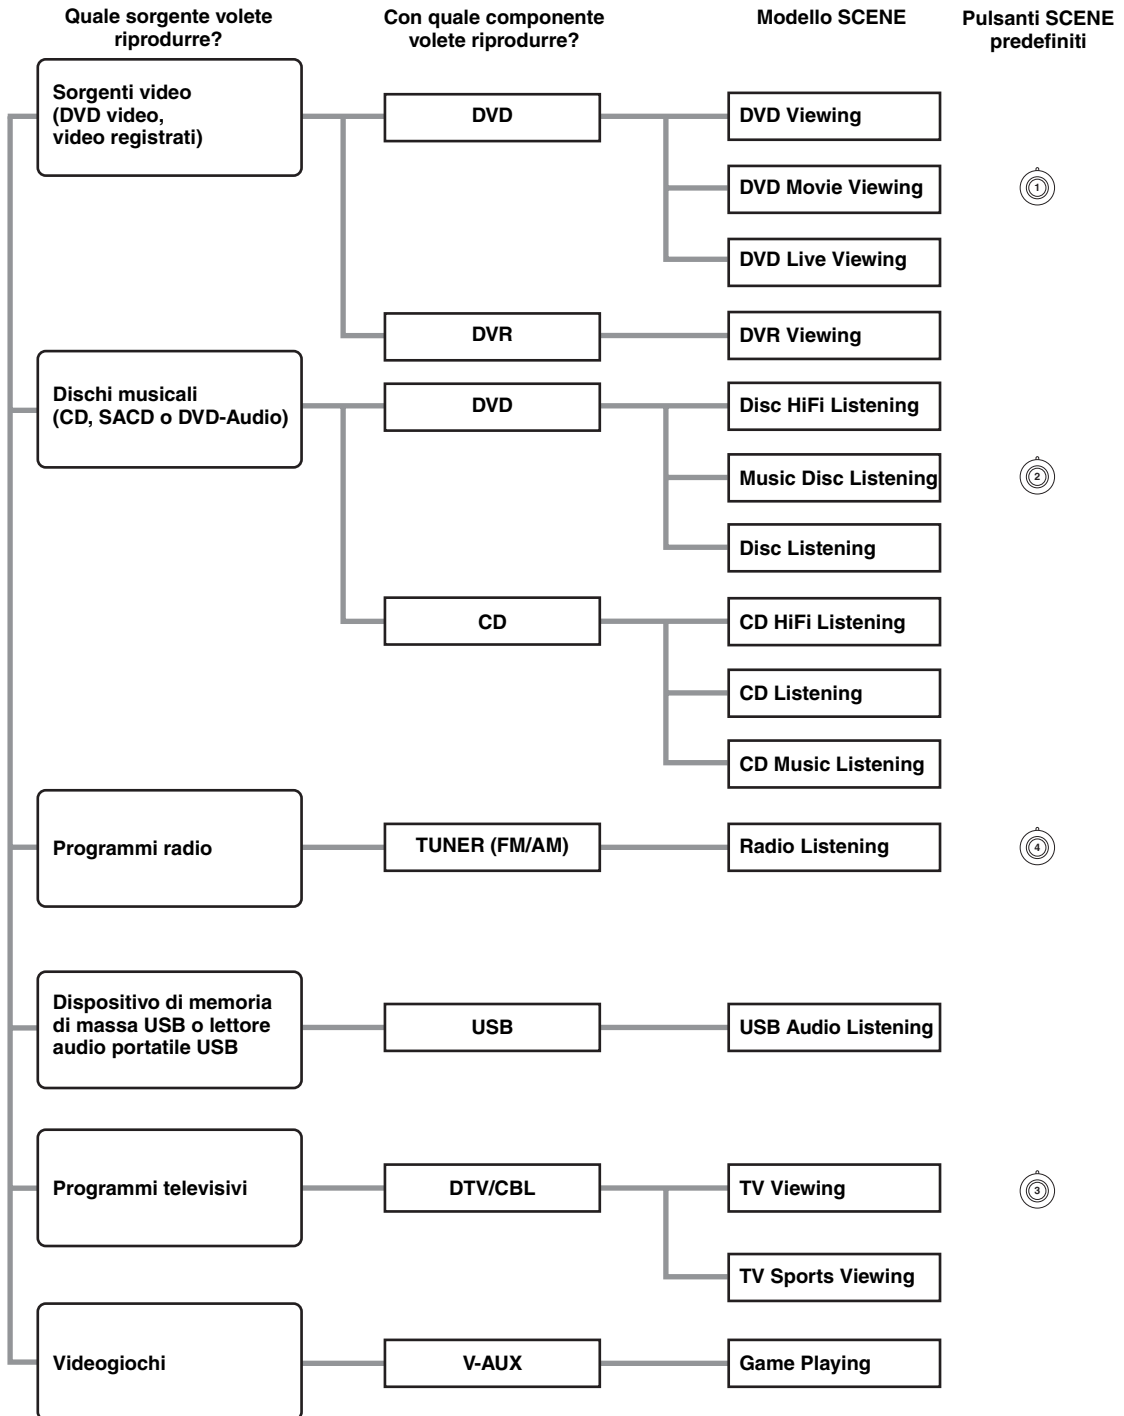 Quale sorgente volete
riprodurre?
Con quale componente
volete riprodurre?
Modello SCENE
Pulsanti SCENE
predefiniti
Sorgenti video
(DVD video,
video registrati)
DVD
DVD Viewing
DVD Movie Viewing
1
DVD Live Viewing
DVR
DVR Viewing
Dischi musicali
(CD, SACD o DVD-Audio)
DVD
Disc HiFi Listening
Music Disc Listening
2
Disc Listening
CD
CD HiFi Listening
CD Listening
CD Music Listening
Programmi radio
TUNER (FM/AM)
Radio Listening
4
Dispositivo di memoria
di massa USB o lettore
audio portatile USB
USB
USB Audio Listening
Programmi televisivi
DTV/CBL
TV Viewing
3
TV Sports Viewing
Videogiochi
V-AUX
Game Playing